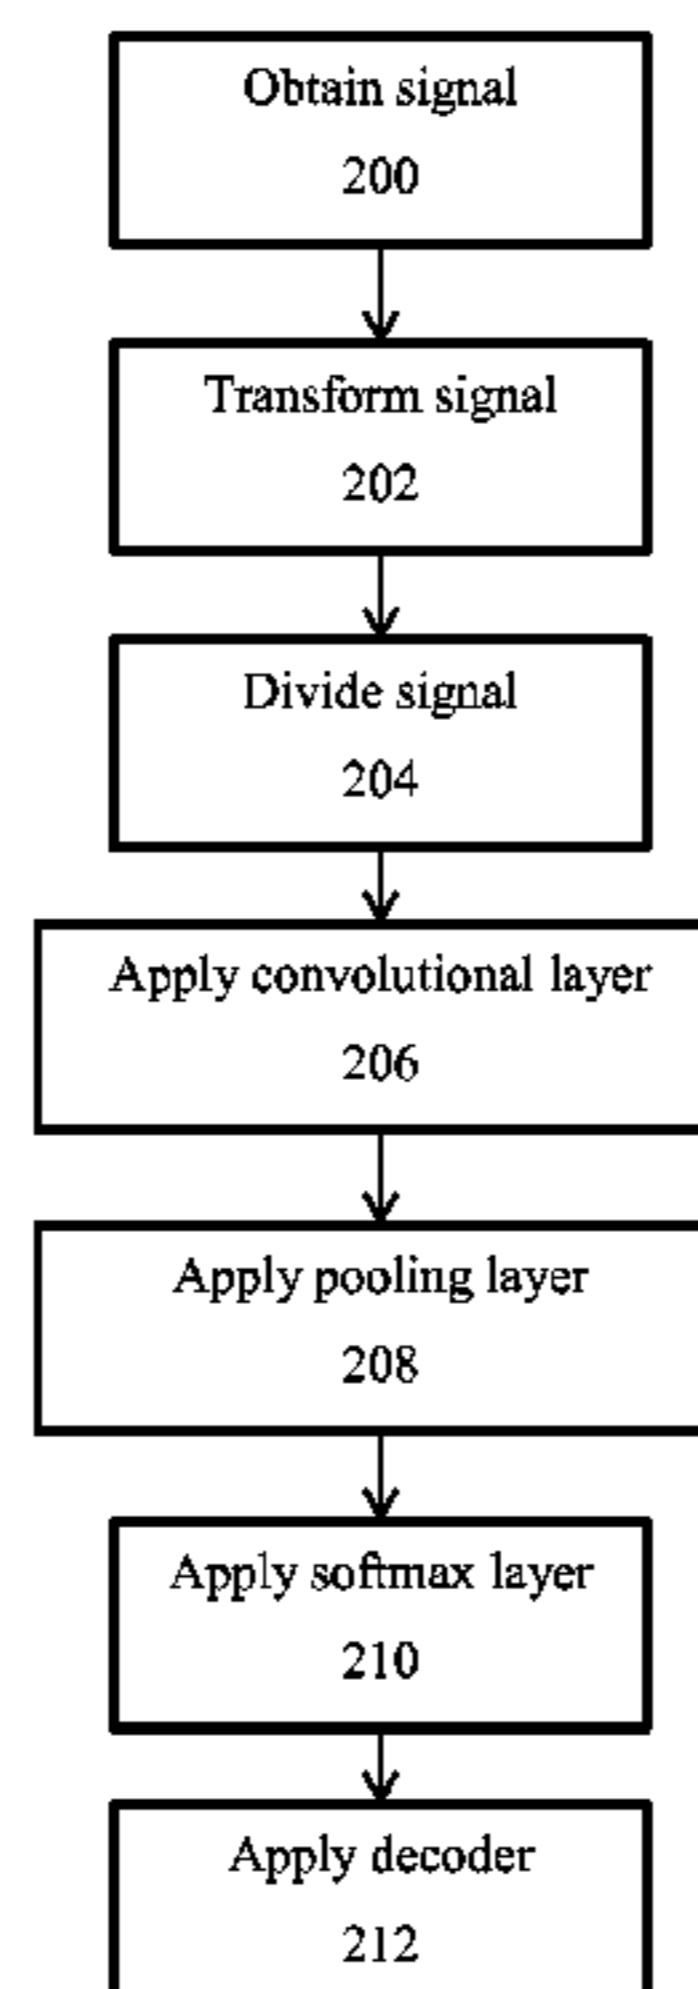 Obtain signal
200
Transform signal
202
Divide signal
204
Apply convolutional layer
206
Apply pooling layer
208
Apply softmax layer
210
Apply decoder
212